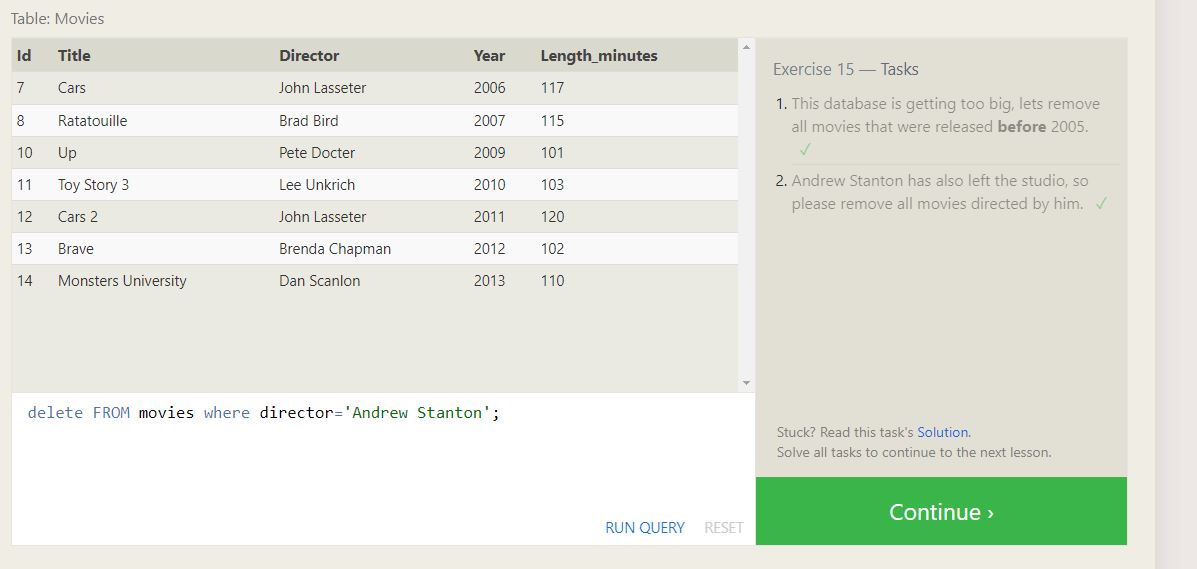 Table: Movies
Id Title Director Year Length_minutes
7 Cars John Lasseter 2006 117
8 Ratatouille Brad Bird 2007 115
10 Up Pete Docter 2009 101
11 Toy Story 3 Lee Unkrich 2010 103
12 Cars 2 John Lasseter 2011 120
13 Brave Brenda Chapman 2012 102
14 Monsters University Dan Scanlon 2013 110
delete FROM movies where director='Andrew Stanton';
RUN QUERY RESET
Exercise 15 — Tasks
1. This database is getting too big, lets remove
all movies that were released before 2005.
✓
2. Andrew Stanton has also left the studio, so
please remove all movies directed by him. ✓
Stuck? Read this task's Solution.
Solve all tasks to continue to the next lesson.
Continue ›